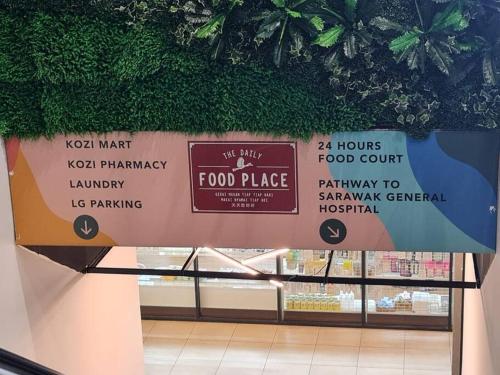 KOZI MART
KOZI PHARMACY
LAUNDRY
LG PARKING
THE DAILY
FOOD PLACE
24 HOURS
FOOD COURT
PATHWAY TO
SARAWAK GENERAL
HOSPITAL